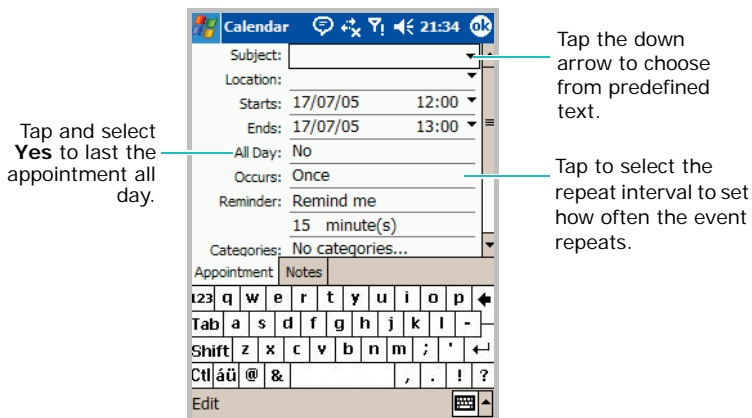 Calendar 21:34 ok
Subject:
Location:
Starts: 17/07/05 12:00
Ends: 17/07/05 13:00
All Day: No
Occurs: Once
Reminder: Remind me
15 minute(s)
Categories: No categories...
Appointment Notes
123 q w e r t y u i o p
Tab a s d f g h j k l -
Shift z x c v b n m ; '
Ctl áü @ & , . ! ?
Edit
Tap and select
Yes to last the
appointment all
day.
Tap the down
arrow to choose
from predefined
text.
Tap to select the
repeat interval to set
how often the event
repeats.